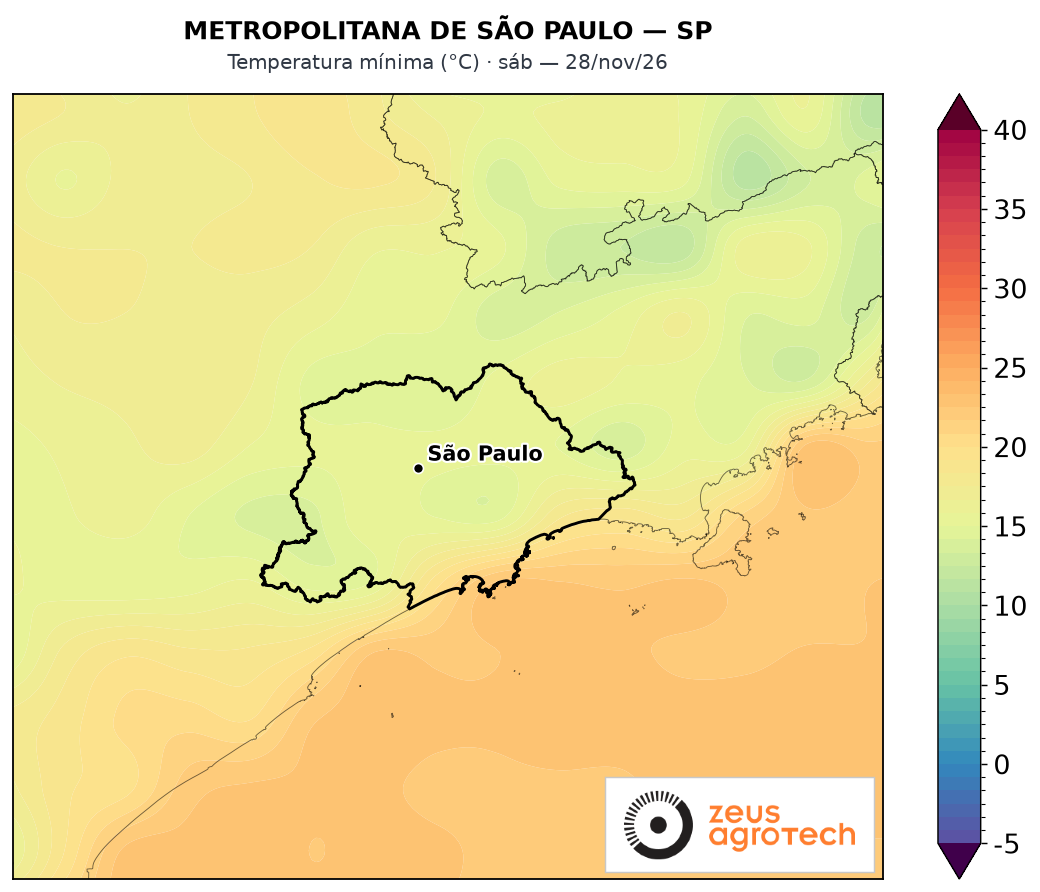 METROPOLITANA DE SÃO PAULO — SP
Temperatura mínima (°C) · sáb — 28/nov/26
São Paulo
40
35
30
25
20
15
10
5
0
-5
zeus
agrotech